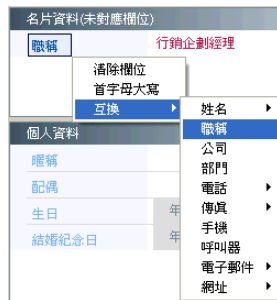 名片資料(未對應欄位)
職稱 行銷企劃經理
清除欄位
首字母大寫
互換
姓名
職稱
公司
部門
電話
傳真
手機
呼叫器
電子郵件
網址
個人資料
暱稱
配偶
生日 年
結婚紀念日 年